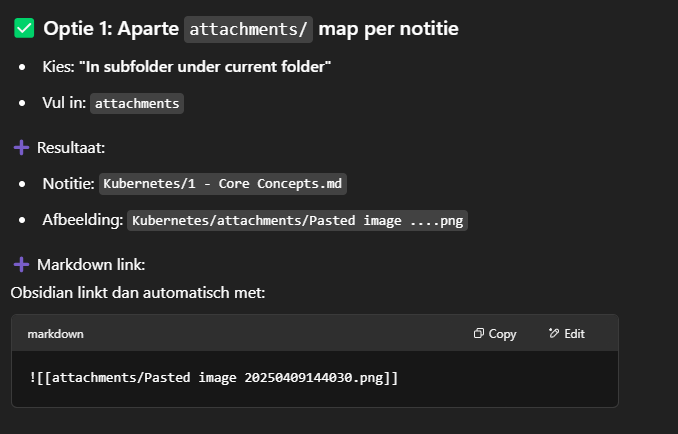 Optie 1: Aparte attachments/ map per notitie
Kies: "In subfolder under current folder"
Vul in: attachments
Resultaat:
Notitie: Kubernetes/1 - Core Concepts.md
Afbeelding: Kubernetes/attachments/Pasted image ....png
Markdown link:
Obsidian linkt dan automatisch met:
markdown Copy Edit
![[attachments/Pasted image 20250409144030.png]]